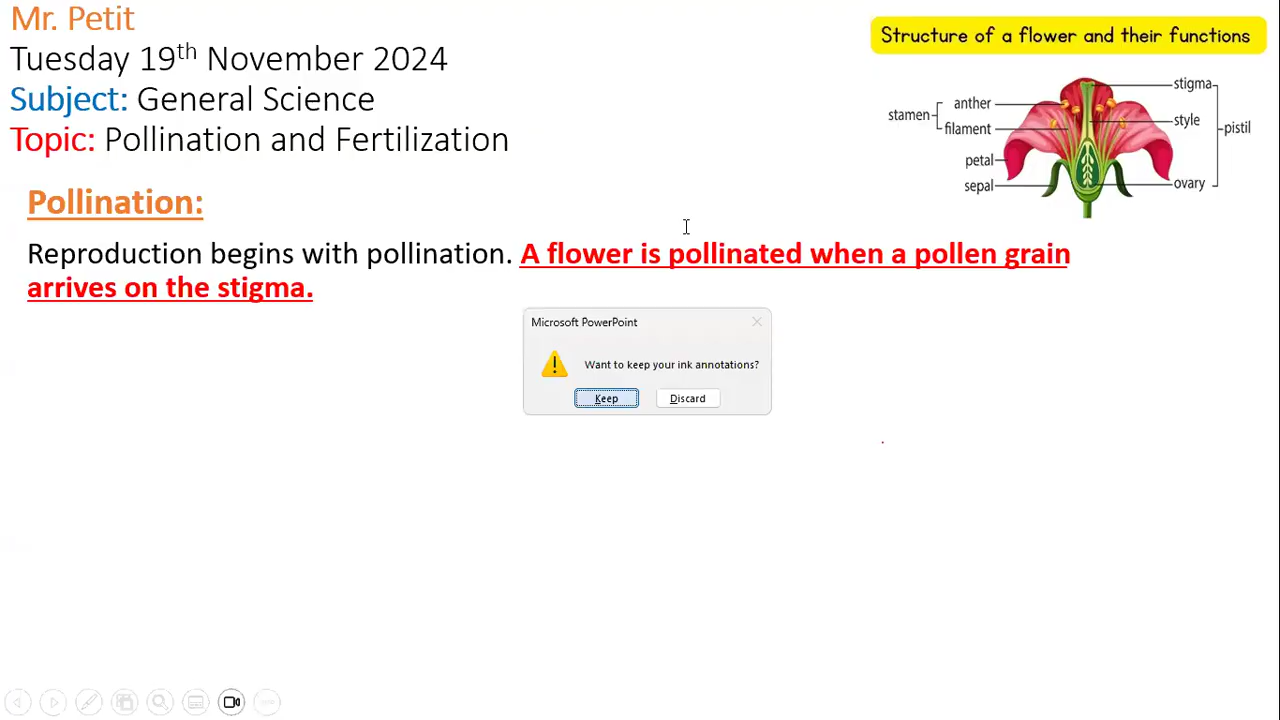 Mr. Petit
Tuesday 19th November 2024
Subject: General Science
Topic: Pollination and Fertilization
Structure of a flower and their functions
stigma
anther
stamen
style
filament
pistil
petal
sepal
ovary
Pollination:
Reproduction begins with pollination. A flower is pollinated when a pollen grain
arrives on the stigma.
Microsoft PowerPoint
Want to keep your ink annotations?
Keep
Discard